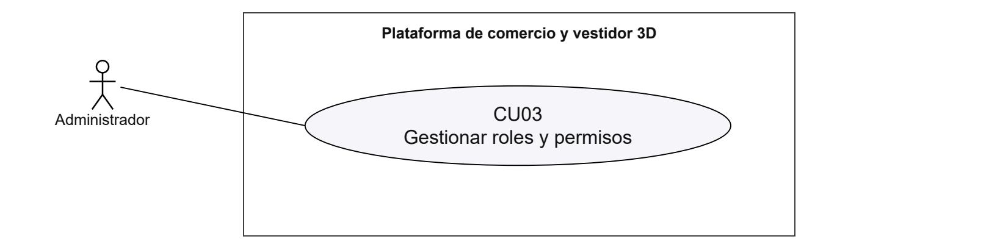 Plataforma de comercio y vestidor 3D
Administrador
CU03
Gestionar roles y permisos